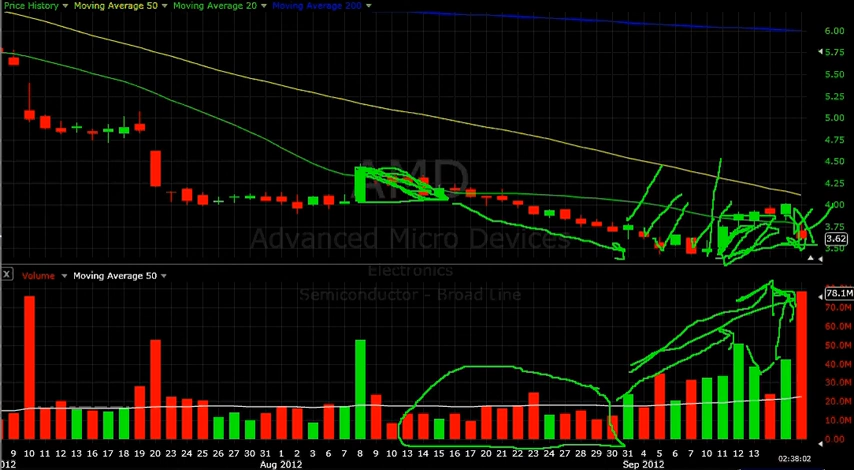 Price History Moving Average 50 Moving Average 20 Moving Average 200
6.00
5.75
5.50
5.25
5.00
4.75
4.50
4.25
4.00
3.75
3.62
3.50
AMD
Advanced Micro Devices
Electronics
Semiconductor - Broad Line
X Volume Moving Average 50
78.1M
70.0M
60.0M
50.0M
40.0M
30.0M
20.0M
10.0M
02:38:02
9 10 11 12 13 16 17 18 19 20 23 24 25 26 27 30 31 1 2 3 6 7 8 9 10 13 14 15 16 17 20 21 22 23 24 27 28 29 30 31 4 5 6 7 10 11 12 13
012 Aug 2012 Sep 2012